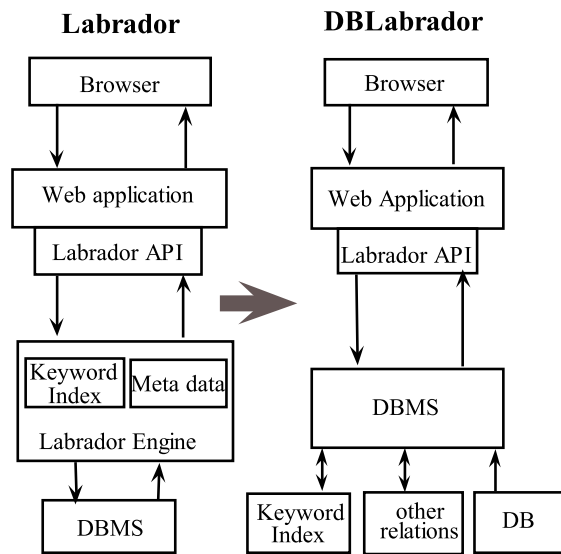 Labrador
Browser
Web application
Labrador API
Keyword
Index
Meta data
Labrador Engine
DBMS
DBLabrador
Browser
Web Application
Labrador API
DBMS
Keyword
Index
other
relations
DB